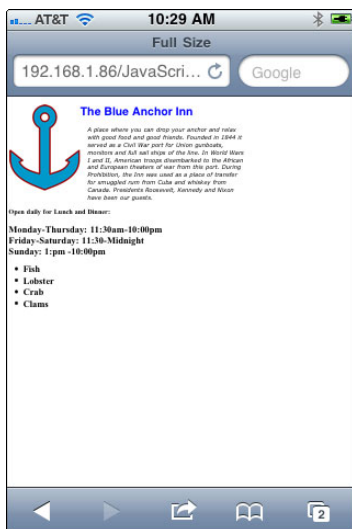 AT&T 10:29 AM
Full Size
192.168.1.86/JavaScri... Google
The Blue Anchor Inn
A place where you can drop your anchor and relax
with good food and good friends. Founded in 1844 it
served as a Civil War port for Union gunboats,
monitors and full sail ships of the line. In World Wars
I and II, American troops disembarked to the African
and European theaters of war from this port. During
Prohibition, the Inn was used as a place of transfer
for smuggled rum from Cuba and whiskey from
Canada. Presidents Roosevelt, Kennedy and Nixon
have been our guests.
Open daily for Lunch and Dinner:
Monday-Thursday: 11:30am-10:00pm
Friday-Saturday: 11:30-Midnight
Sunday: 1:pm -10:00pm
• Fish
• Lobster
• Crab
• Clams
2